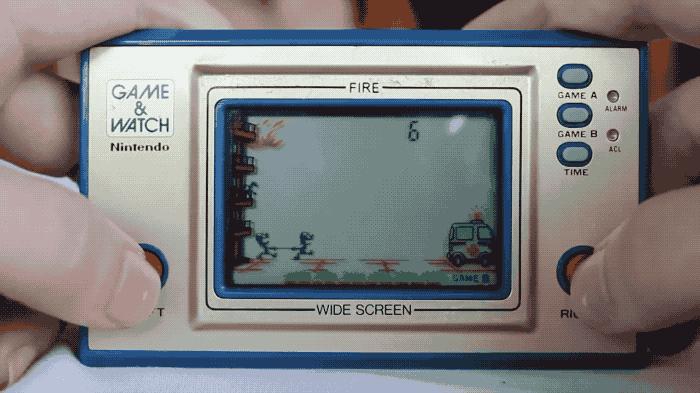 GAME
&
WATCH
Nintendo
FIRE
6
GAME B
WIDE SCREEN
GAME A
ALARM
GAME B
ACL
TIME